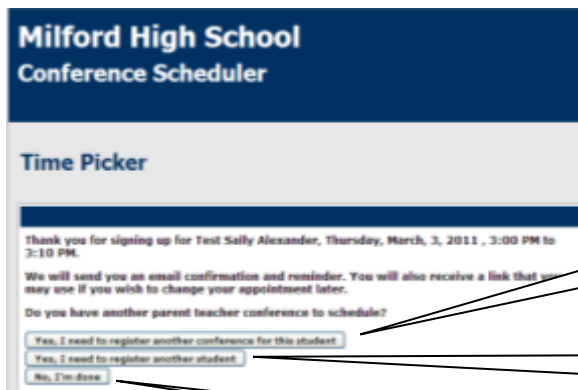 Milford High School
Conference Scheduler
Time Picker
Thank you for signing up for Test Sally Alexander, Thursday, March, 3, 2011 , 3:00 PM to
3:10 PM.
We will send you an email confirmation and reminder. You will also receive a link that you
may use if you wish to change your appointment later.
Do you have another parent teacher conference to schedule?
Yes, I need to register another conference for this student
Yes, I need to register another student
No, I'm done